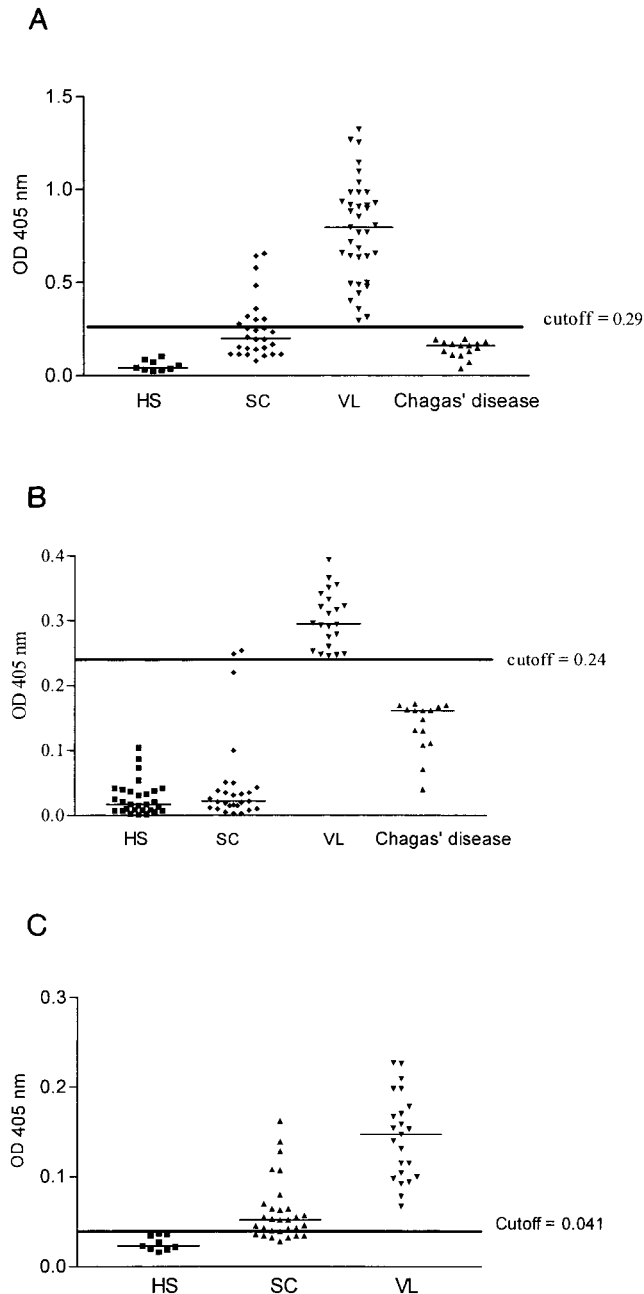 A
1.5
1.0
0.5
0.0
OD 405 nm
cutoff = 0.29
HS SC VL Chagas' disease
B
0.4
0.3
0.2
0.1
0.0
OD 405 nm
cutoff = 0.24
HS SC VL Chagas' disease
C
0.3
0.2
0.1
0.0
OD 405 nm
Cutoff = 0.041
HS SC VL